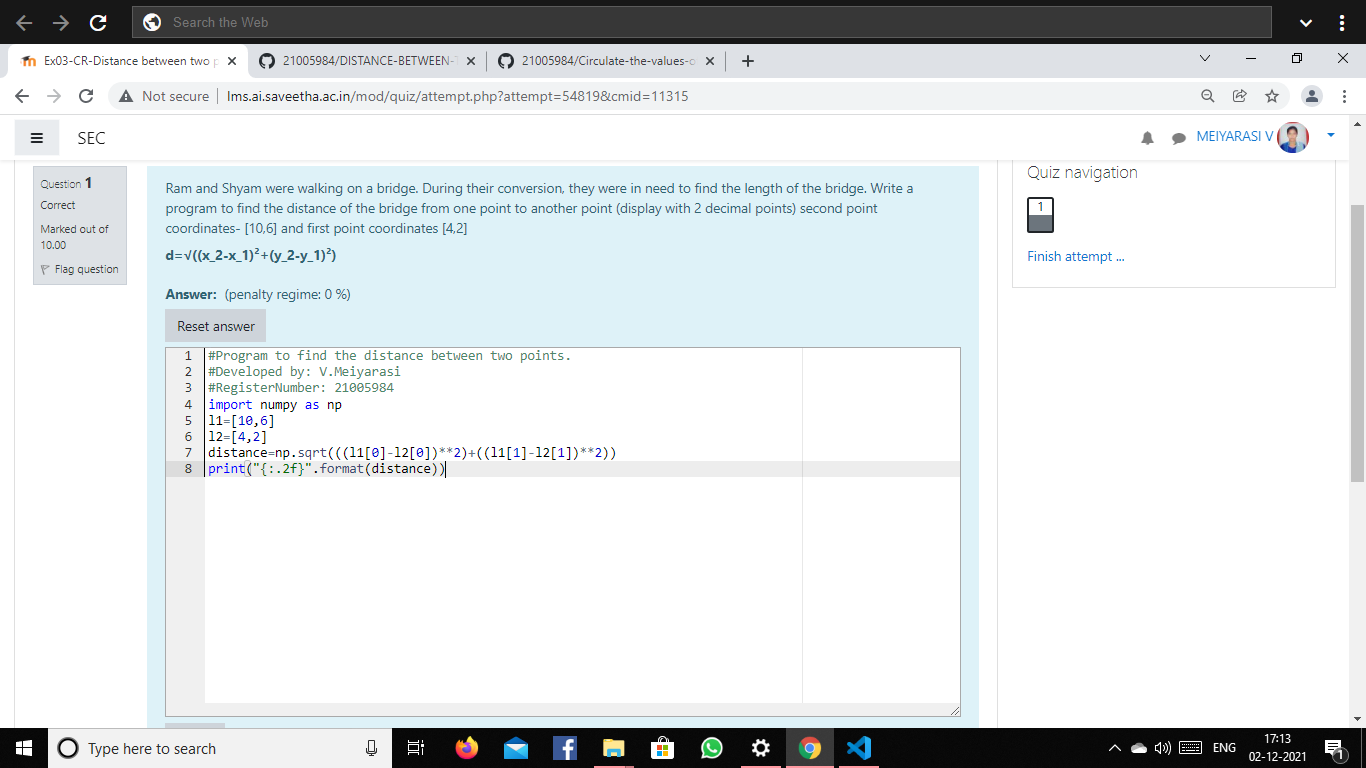 Search the Web
Ex03-CR-Distance between two p
21005984/DISTANCE-BETWEEN-
21005984/Circulate-the-values-o
Not secure
lms.ai.saveetha.ac.in/mod/quiz/attempt.php?attempt=54819&cmid=11315
SEC
MEIYARASI V
Question 1
Correct
Marked out of
10.00
Flag question
Ram and Shyam were walking on a bridge. During their conversion, they were in need to find the length of the bridge. Write a
program to find the distance of the bridge from one point to another point (display with 2 decimal points) second point
coordinates- [10,6] and first point coordinates [4,2]
d=√((x_2-x_1)²+(y_2-y_1)²)
Answer: (penalty regime: 0 %)
Reset answer
1 #Program to find the distance between two points.
2 #Developed by: V.Meiyarasi
3 #RegisterNumber: 21005984
4 import numpy as np
5 l1=[10,6]
6 l2=[4,2]
7 distance=np.sqrt(((l1[0]-l2[0])**2)+((l1[1]-l2[1])**2))
8 print("{:.2f}".format(distance))
Quiz navigation
1
Finish attempt ...
Type here to search
ENG
17:13
02-12-2021
1